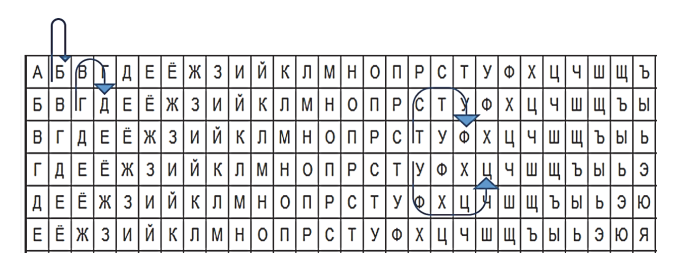 А Б В Г Д Е Ё Ж З И Й К Л М Н О П Р С Т У Ф Х Ц Ч Ш Щ Ъ
Б В Г Д Е Ё Ж З И Й К Л М Н О П Р С Т У Ф Х Ц Ч Ш Щ Ъ Ы
В Г Д Е Ё Ж З И Й К Л М Н О П Р С Т У Ф Х Ц Ч Ш Щ Ъ Ы Ь
Г Д Е Ё Ж З И Й К Л М Н О П Р С Т У Ф Х Ц Ч Ш Щ Ъ Ы Ь Э
Д Е Ё Ж З И Й К Л М Н О П Р С Т У Ф Х Ц Ч Ш Щ Ъ Ы Ь Э Ю
Е Ё Ж З И Й К Л М Н О П Р С Т У Ф Х Ц Ч Ш Щ Ъ Ы Ь Э Ю Я